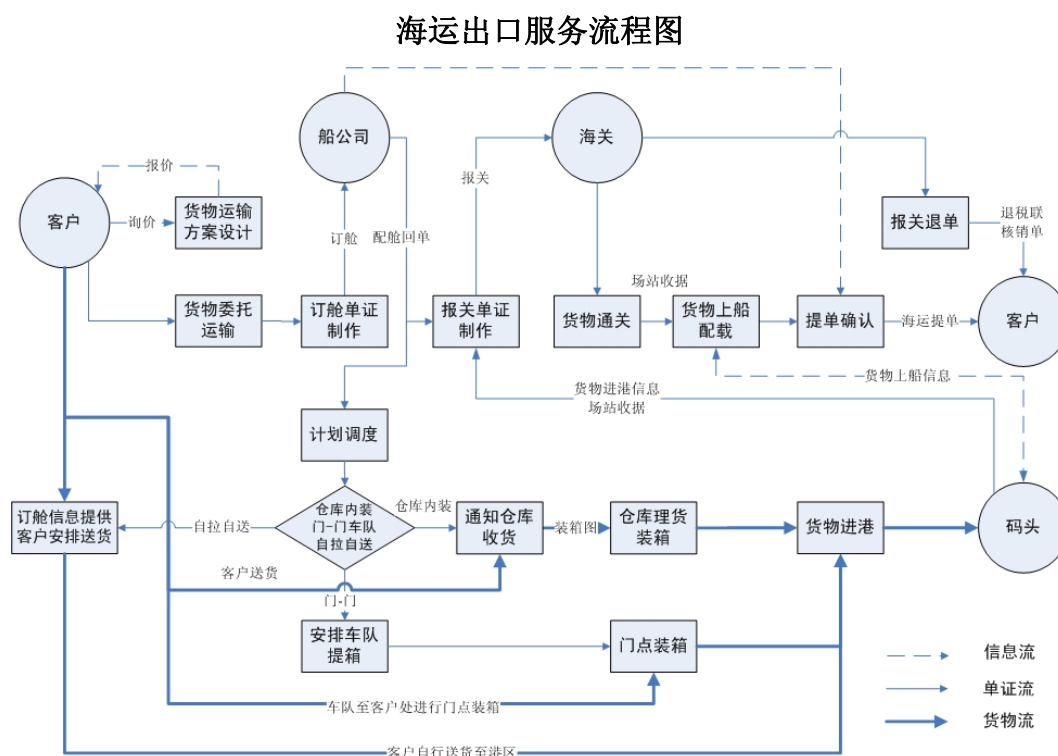 海运出口服务流程图
船公司
海关
报价
报关
客户
询价
货物运输
方案设计
订舱
配舱回单
报关退单
退税联
核销单
场站收据
货物委托
运输
订舱单证
制作
报关单证
制作
货物通关
货物上船
配载
提单确认
海运提单
客户
货物上船信息
货物进港信息
场站收据
计划调度
订舱信息提供
客户安排送货
自拉自送
仓库内装
门-门车队
自拉自送
仓库内装
通知仓库
收货
装箱图
仓库理货
装箱
货物进港
码头
客户送货
门-门
安排车队
提箱
门点装箱
信息流
单证流
车队至客户处进行门点装箱
货物流
客户自行送货至港区